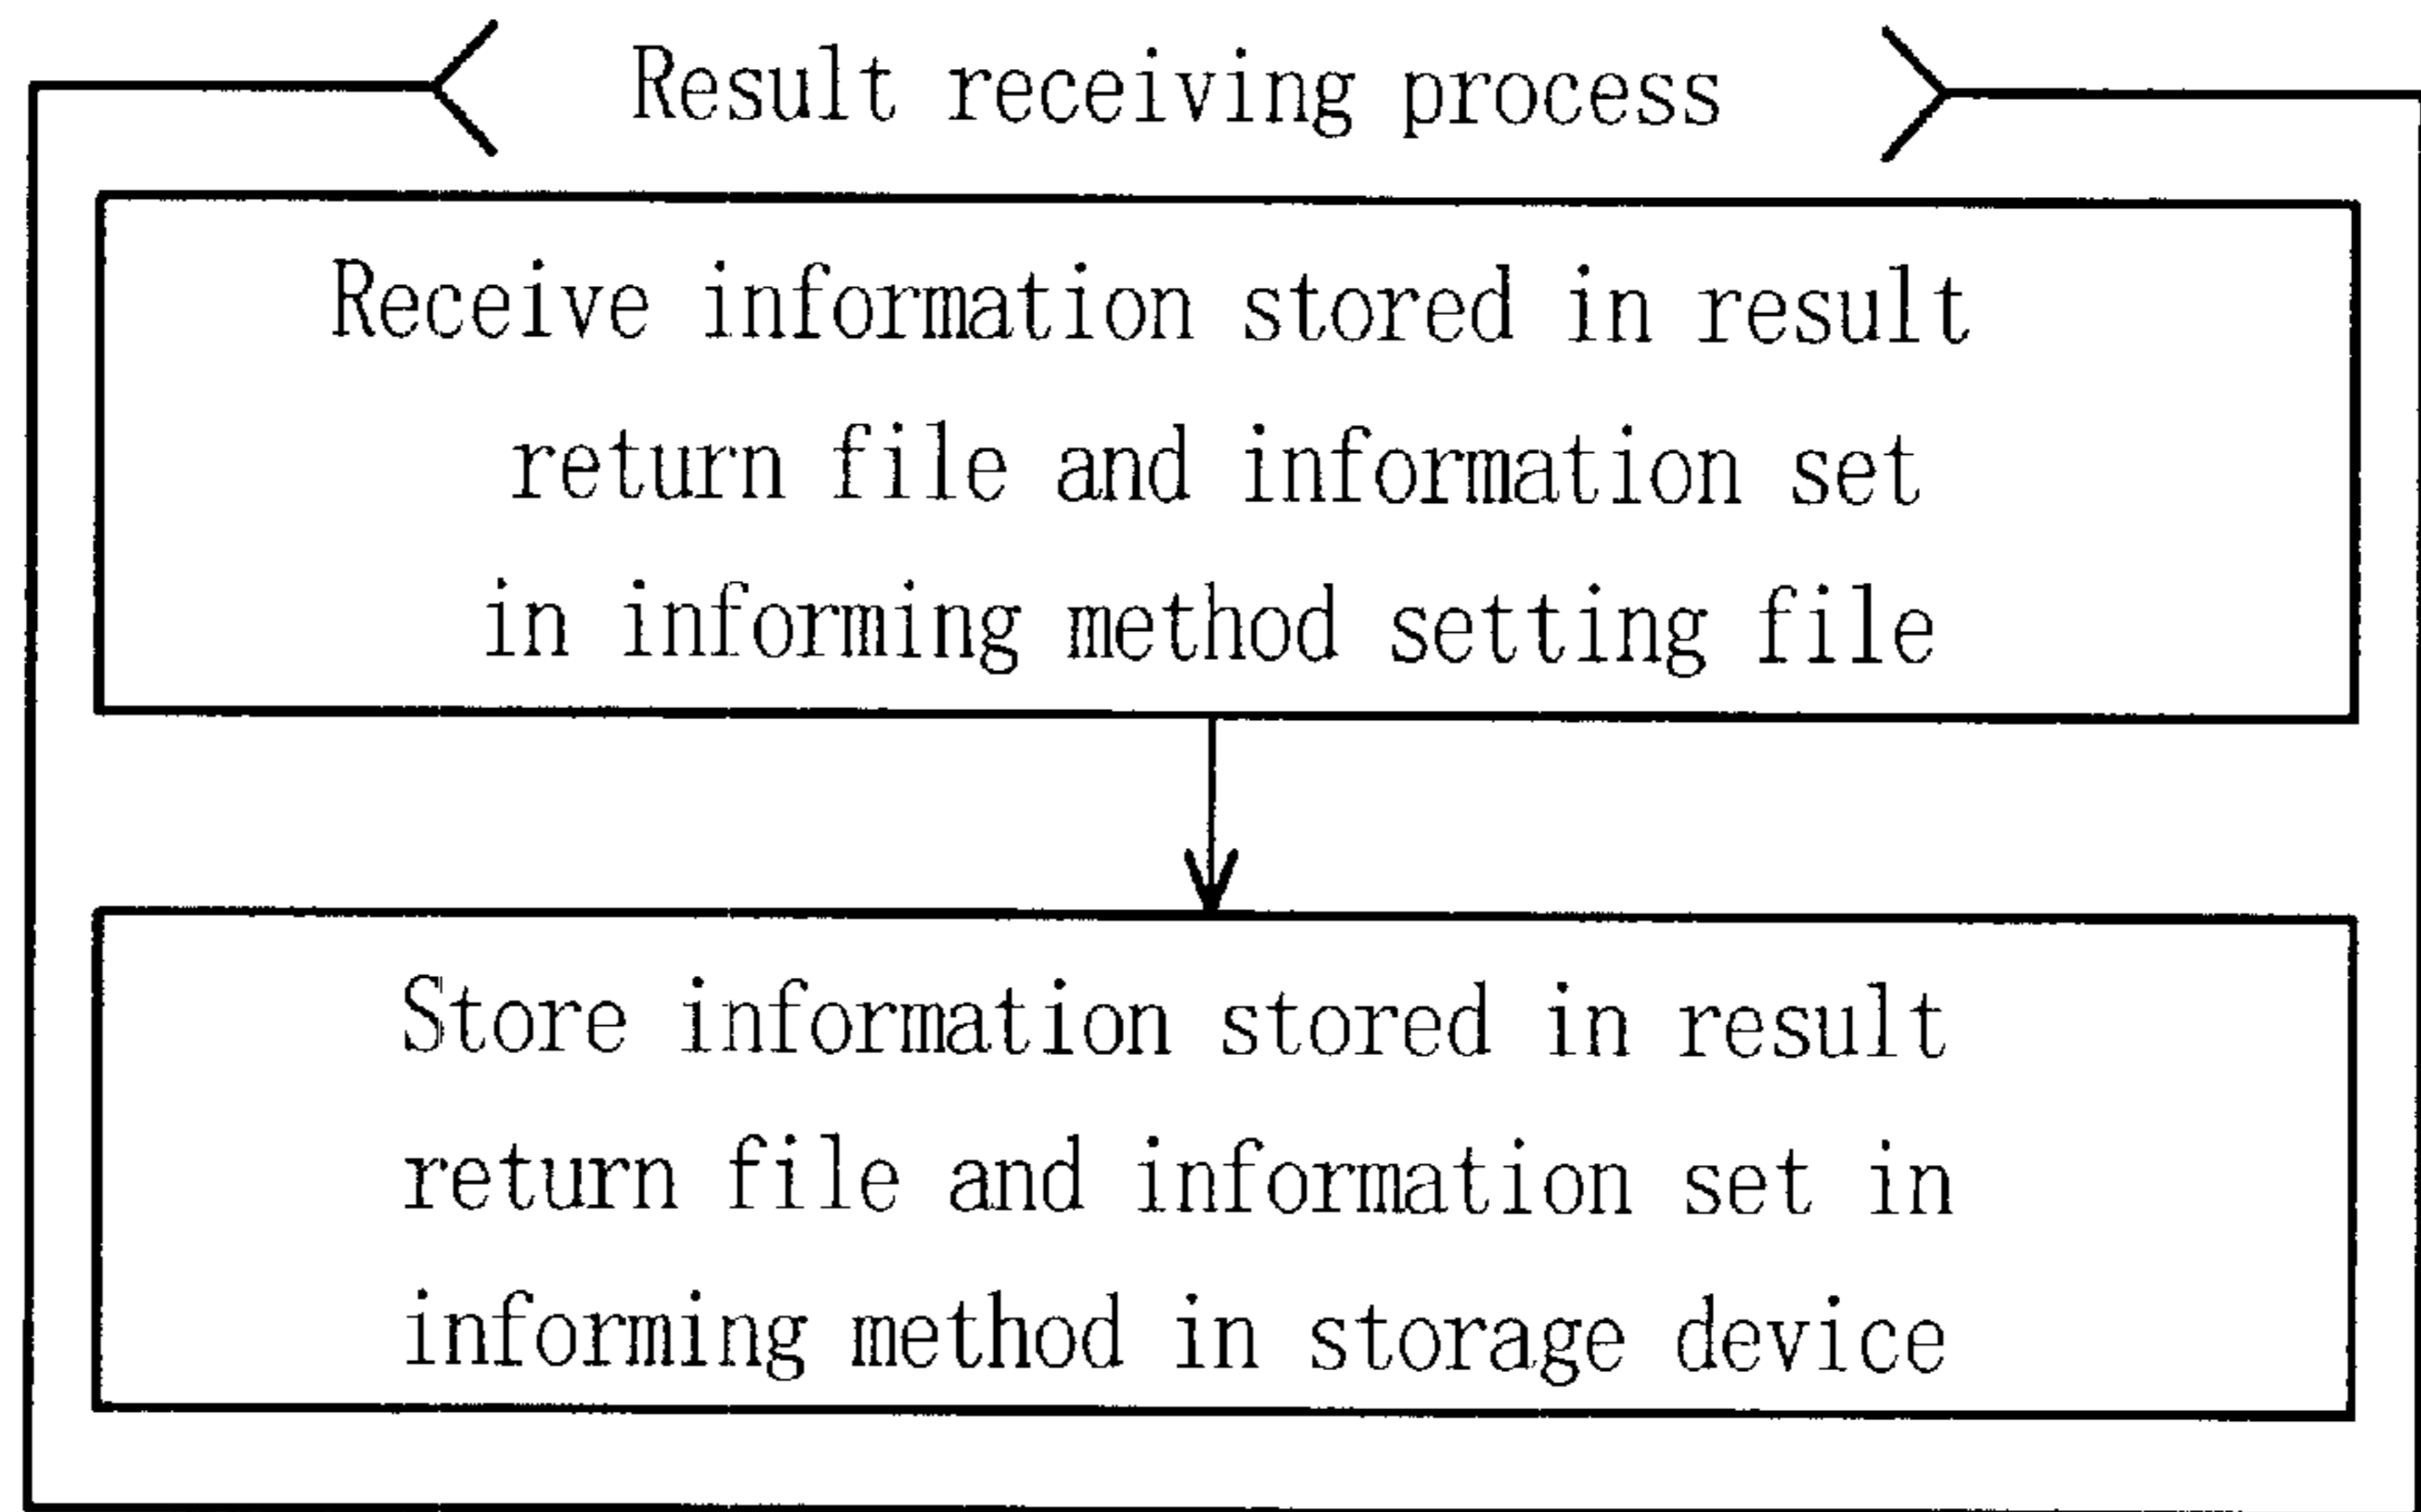 Result receiving process
Receive information stored in result
return file and information set
in informing method setting file
Store information stored in result
return file and information set in
informing method in storage device